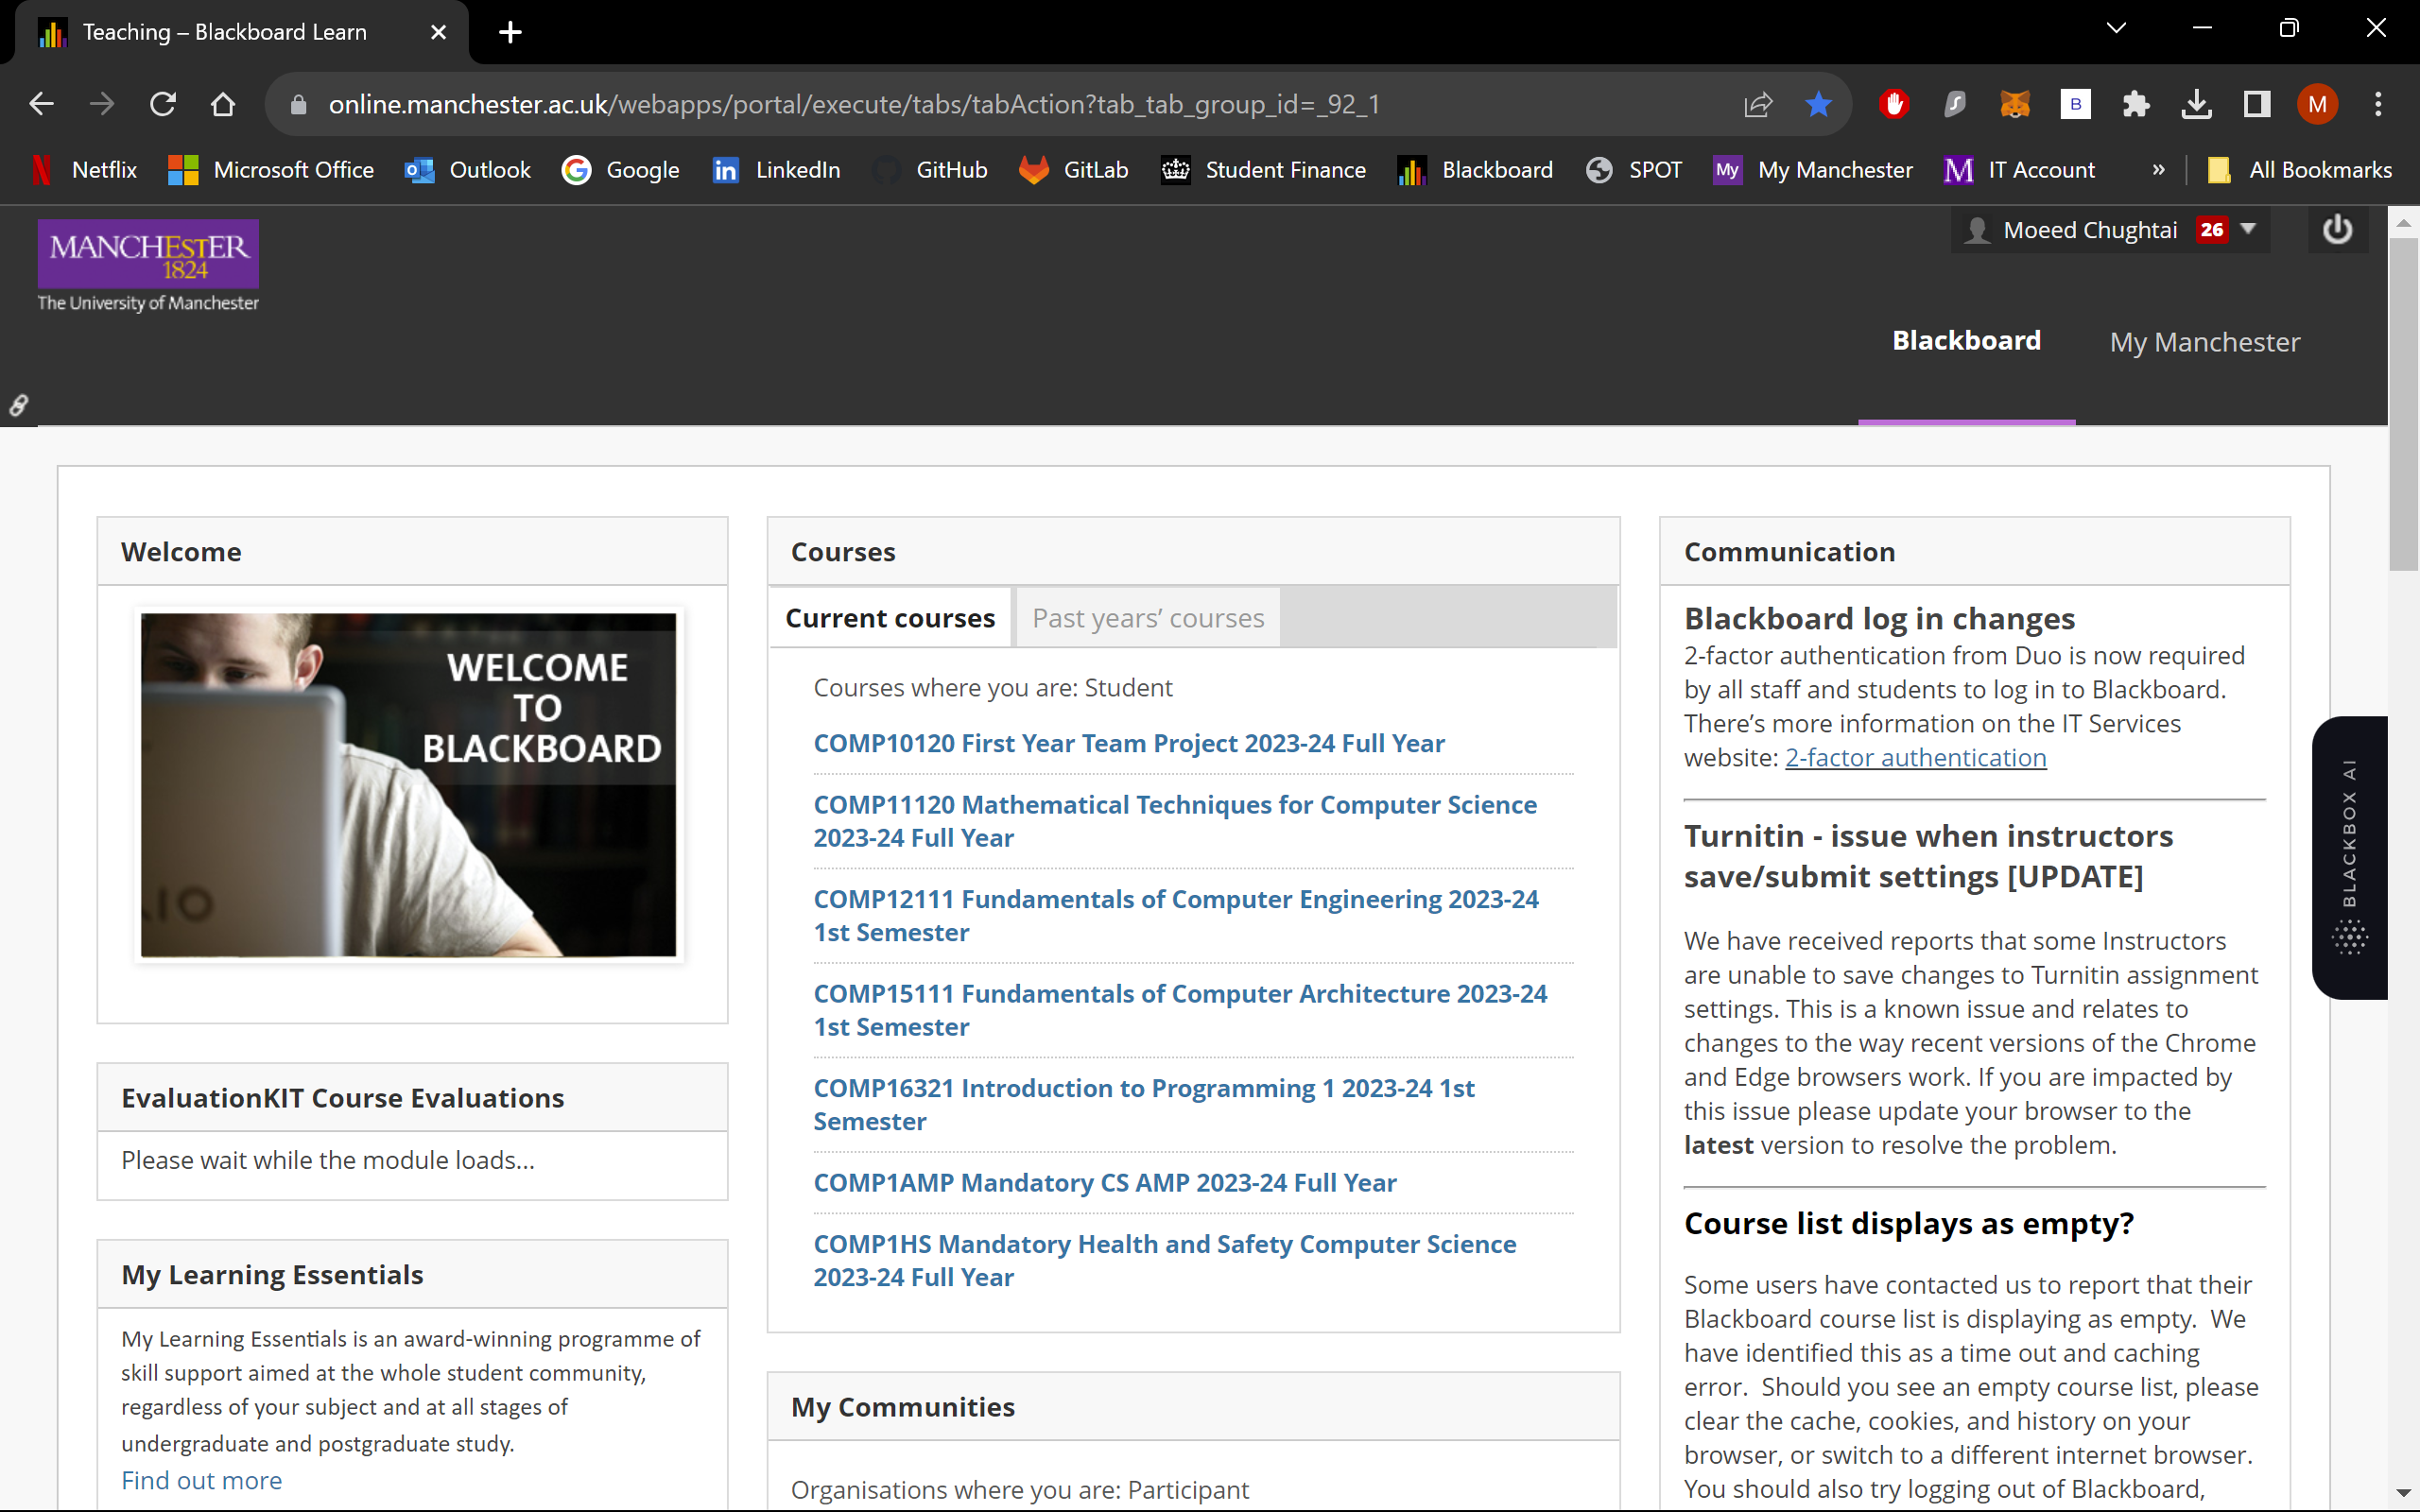 Teaching – Blackboard Learn
online.manchester.ac.uk/webapps/portal/execute/tabs/tabAction?tab_tab_group_id=_92_1
B
M
Netflix
Microsoft Office
Outlook
Google
LinkedIn
GitHub
GitLab
Student Finance
Blackboard
SPOT
My
My Manchester
M
IT Account
»
All Bookmarks
MANCHESTER
1824
The University of Manchester
Moeed Chughtai 26
Blackboard
My Manchester
Welcome
WELCOME
TO
BLACKBOARD
EvaluationKIT Course Evaluations
Please wait while the module loads...
My Learning Essentials
My Learning Essentials is an award-winning programme of
skill support aimed at the whole student community,
regardless of your subject and at all stages of
undergraduate and postgraduate study.
Find out more
Courses
Current courses
Past years’ courses
Courses where you are: Student
COMP10120 First Year Team Project 2023-24 Full Year
COMP11120 Mathematical Techniques for Computer Science
2023-24 Full Year
COMP12111 Fundamentals of Computer Engineering 2023-24
1st Semester
COMP15111 Fundamentals of Computer Architecture 2023-24
1st Semester
COMP16321 Introduction to Programming 1 2023-24 1st
Semester
COMP1AMP Mandatory CS AMP 2023-24 Full Year
COMP1HS Mandatory Health and Safety Computer Science
2023-24 Full Year
My Communities
Organisations where you are: Participant
Communication
Blackboard log in changes
2-factor authentication from Duo is now required
by all staff and students to log in to Blackboard.
There’s more information on the IT Services
website: 2-factor authentication
Turnitin - issue when instructors
save/submit settings [UPDATE]
We have received reports that some Instructors
are unable to save changes to Turnitin assignment
settings. This is a known issue and relates to
changes to the way recent versions of the Chrome
and Edge browsers work. If you are impacted by
this issue please update your browser to the
latest version to resolve the problem.
Course list displays as empty?
Some users have contacted us to report that their
Blackboard course list is displaying as empty.  We
have identified this as a time out and caching
error.  Should you see an empty course list, please
clear the cache, cookies, and history on your
browser, or switch to a different internet browser.
You should also try logging out of Blackboard,
BLACKBOX AI